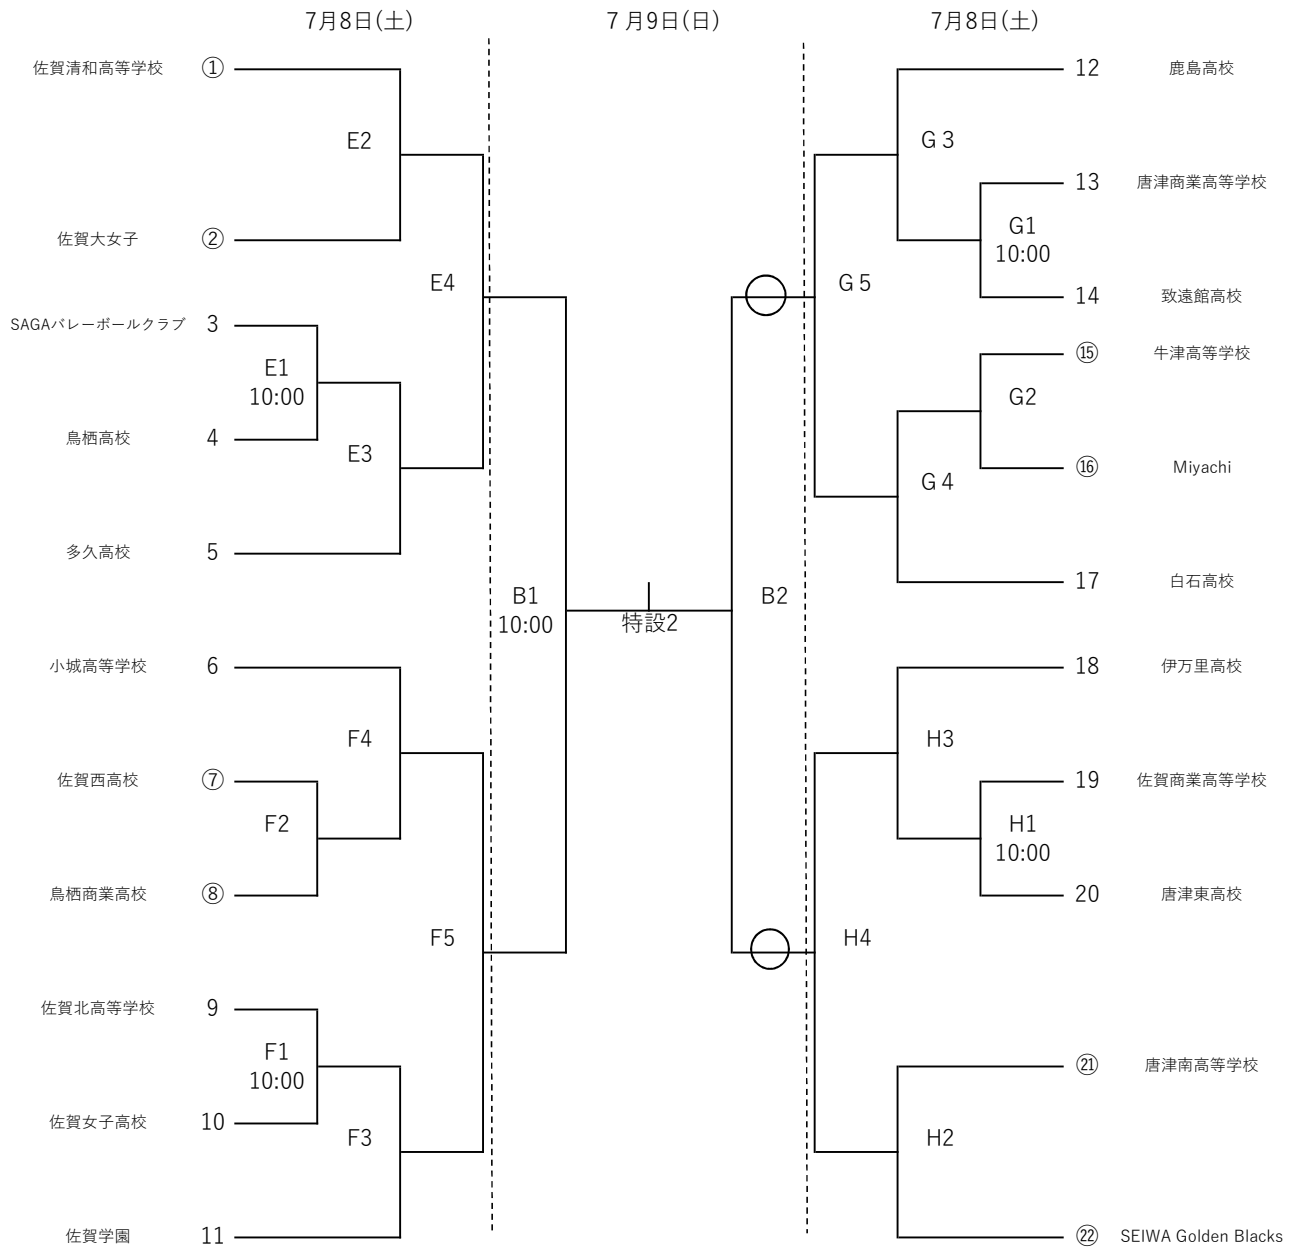 7月8日(土)
7月9日(日)
7月8日(土)
佐賀清和高等学校 ①
E2
佐賀大女子 ②
E4
SAGAバレーボールクラブ 3
E1
10:00
鳥栖高校 4
E3
多久高校 5
B1
10:00
小城高等学校 6
F4
佐賀西高校 ⑦
F2
鳥栖商業高校 ⑧
F5
佐賀北高等学校 9
F1
10:00
佐賀女子高校 10
F3
佐賀学園 11
特設2
12 鹿島高校
G3
13 唐津商業高等学校
G1
10:00
G5
14 致遠館高校
⑮ 牛津高等学校
G2
⑯ Miyachi
G4
17 白石高校
B2
18 伊万里高校
H3
19 佐賀商業高等学校
H1
10:00
20 唐津東高校
H4
㉑ 唐津南高等学校
H2
㉒ SEIWA Golden Blacks